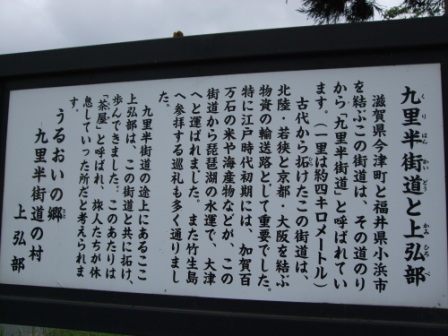 九里半街道と上弘部
くりはんかいどう かみひろべ
滋賀県今津町と福井県小浜市
を結ぶこの街道は、その道のり
から「九里半街道」と呼ばれてい
ます。(一里は約四キロメートル)
古代から拓けたこの街道は、
北陸・若狭と京都・大阪を結ぶ
物資の輸送路として重要でした。
特に江戸時代初期には、加賀百
万石の米や海産物などが、この
街道から琵琶湖の水運で、大津
へと運ばれました。また竹生島
へ参拝する巡礼も多く通りまし
た。
九里半街道の途上にあるここ
上弘部は、この街道と共に拓け、
歩んできました。このあたりは
「茶屋」と呼ばれ、旅人たちが休
息していった所だと考えられま
す。
うるおいの郷
九里半街道の村
上弘部